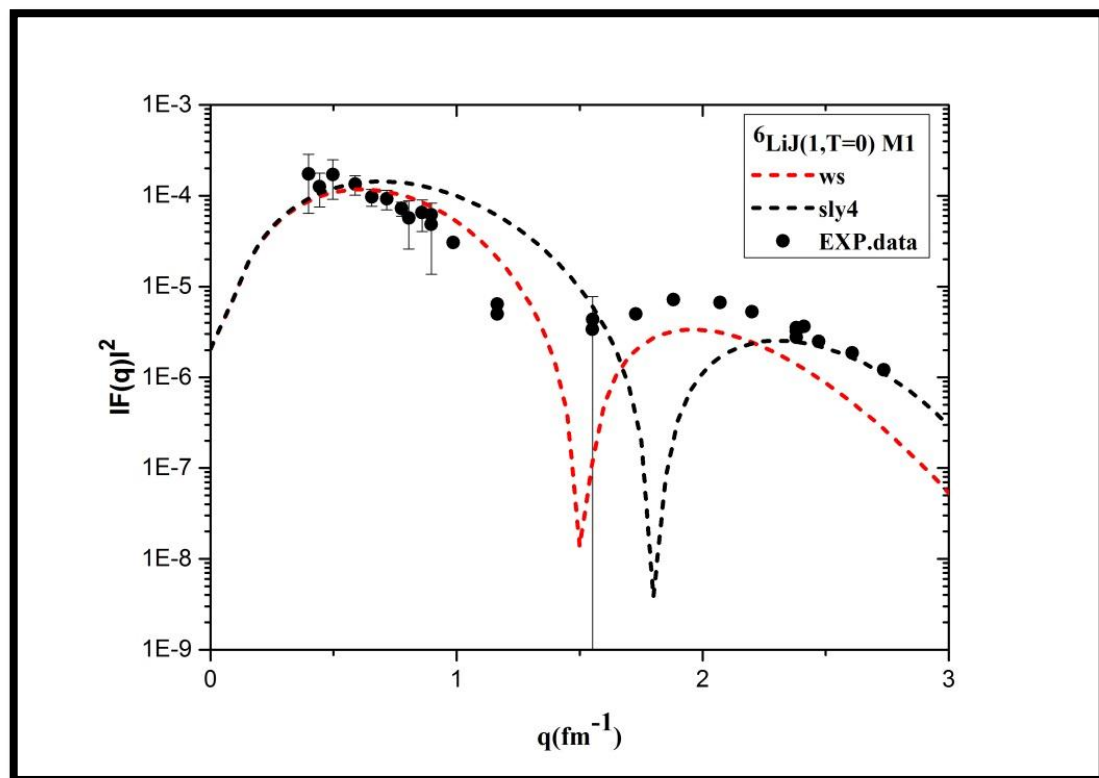 1E-3
1E-4
1E-5
1E-6
1E-7
1E-8
1E-9
IF(q)I²
⁶LiJ(1,T=0) M1
ws
sly4
EXP.data
0 1 2 3
q(fm⁻¹)